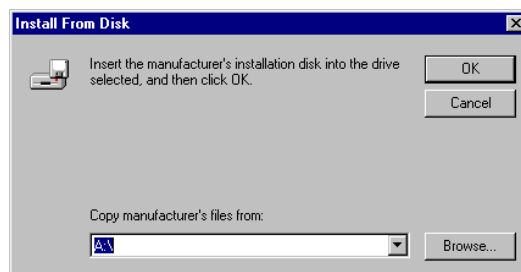 Install From Disk
Insert the manufacturer's installation disk into the drive
selected, and then click OK.
OK
Cancel
Copy manufacturer's files from:
A:\
Browse...